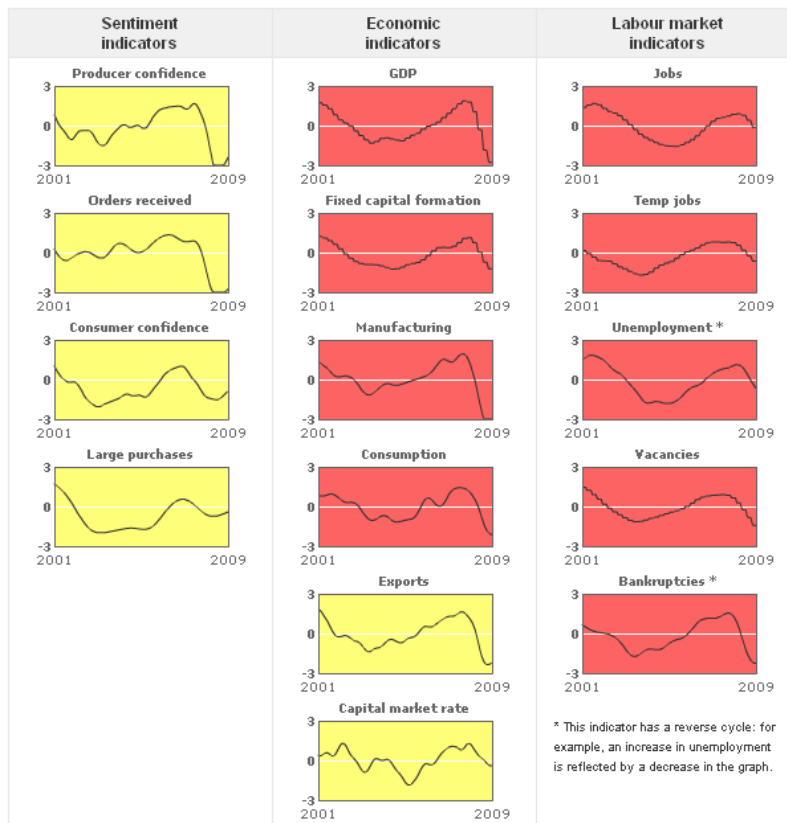 Sentiment
indicators
Economic
indicators
Labour market
indicators
Producer confidence
3
0
-3
2001 2009
GDP
3
0
-3
2001 2009
Jobs
3
0
-3
2001 2009
Orders received
3
0
-3
2001 2009
Fixed capital formation
3
0
-3
2001 2009
Temp jobs
3
0
-3
2001 2009
Consumer confidence
3
0
-3
2001 2009
Manufacturing
3
0
-3
2001 2009
Unemployment *
3
0
-3
2001 2009
Large purchases
3
0
-3
2001 2009
Consumption
3
0
-3
2001 2009
Vacancies
3
0
-3
2001 2009
Exports
3
0
-3
2001 2009
Bankruptcies *
3
0
-3
2001 2009
Capital market rate
3
0
-3
2001 2009
* This indicator has a reverse cycle: for
example, an increase in unemployment
is reflected by a decrease in the graph.